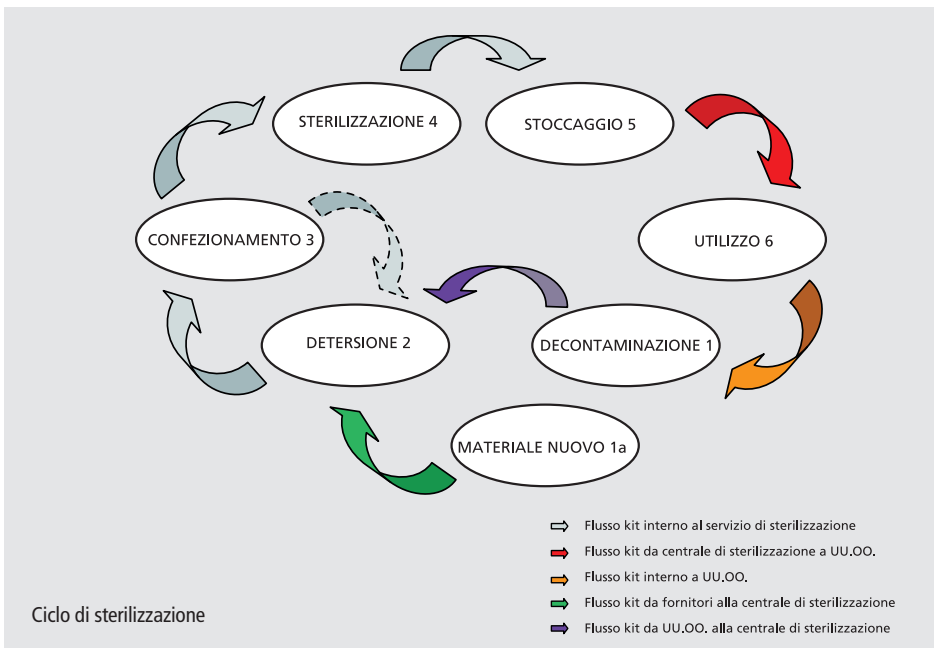 STERILIZZAZIONE 4
STOCCAGGIO 5
CONFEZIONAMENTO 3
UTILIZZO 6
DETERSIONE 2
DECONTAMINAZIONE 1
MATERIALE NUOVO 1a
Flusso kit interno al servizio di sterilizzazione
Flusso kit da centrale di sterilizzazione a UU.OO.
Flusso kit interno a UU.OO.
Flusso kit da fornitori alla centrale di sterilizzazione
Flusso kit da UU.OO. alla centrale di sterilizzazione
Ciclo di sterilizzazione